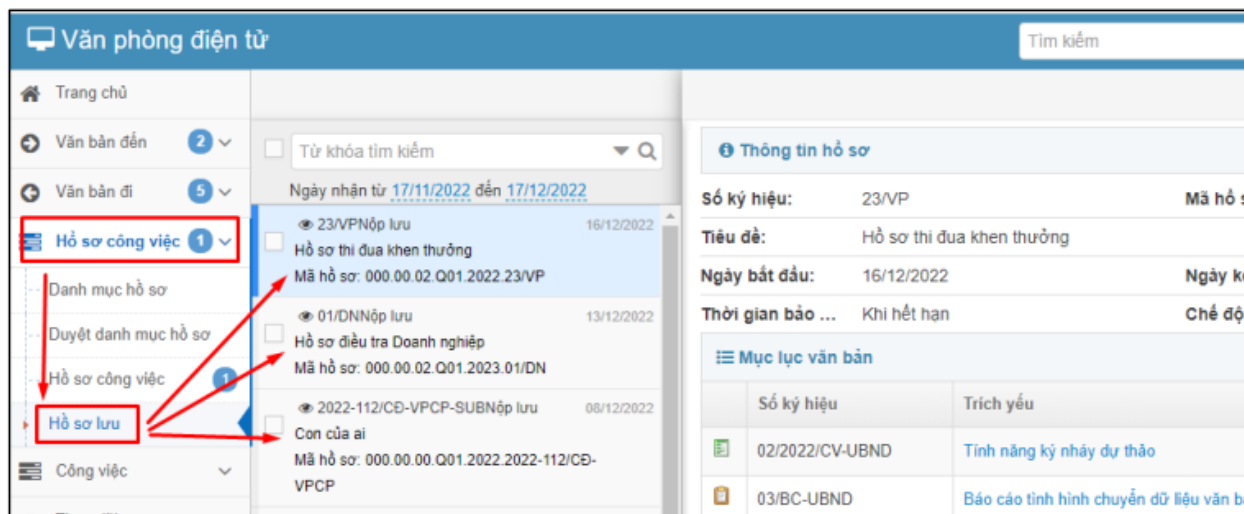 Văn phòng điện tử
Tìm kiếm
Trang chủ
Văn bản đến 2
Văn bản đi 5
Hồ sơ công việc 1
Danh mục hồ sơ
Duyệt danh mục hồ sơ
Hồ sơ công việc 1
Hồ sơ lưu
Công việc
Từ khóa tìm kiếm
Ngày nhận từ 17/11/2022 đến 17/12/2022
23/VPNộp lưu 16/12/2022
Hồ sơ thi đua khen thưởng
Mã hồ sơ: 000.00.02.Q01.2022.23/VP
01/DNNộp lưu 13/12/2022
Hồ sơ điều tra Doanh nghiệp
Mã hồ sơ: 000.00.02.Q01.2023.01/DN
2022-112/CĐ-VPCP-SUBNộp lưu 08/12/2022
Con của ai
Mã hồ sơ: 000.00.00.Q01.2022.2022-112/CĐ-
VPCP
Thông tin hồ sơ
Số ký hiệu: 23/VP Mã hồ
Tiêu đề: Hồ sơ thi đua khen thưởng
Ngày bắt đầu: 16/12/2022 Ngày
Thời gian bảo ... Khi hết hạn Chế độ
Mục lục văn bản
Số ký hiệu Trích yếu
02/2022/CV-UBND Tính năng ký nháy dự thảo
03/BC-UBND Báo cáo tình hình chuyển dữ liệu văn